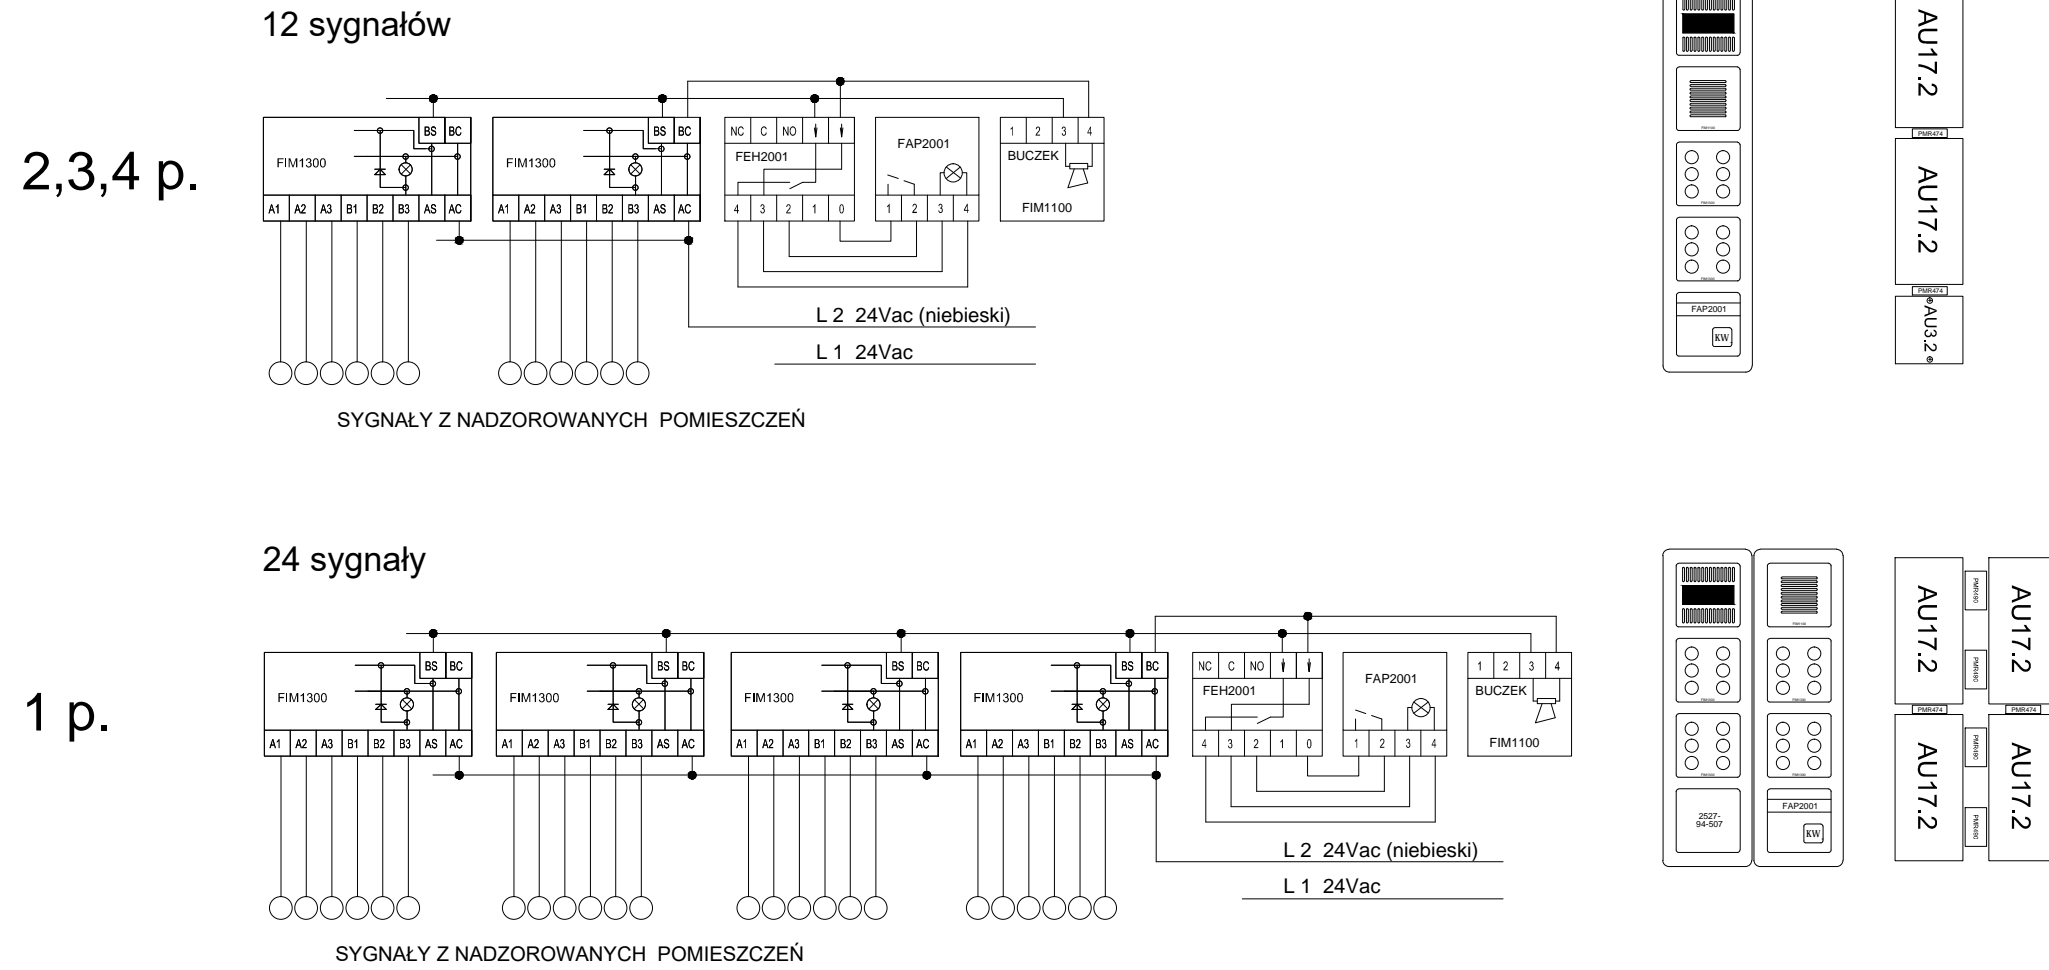 12 sygnałów
2,3,4 p.
BS BC
FIM1300
A1 A2 A3 B1 B2 B3 AS AC
BS BC
FIM1300
A1 A2 A3 B1 B2 B3 AS AC
NC C NO
FEH2001
4 3 2 1 0
FAP2001
1 2 3 4
1 2 3 4
BUCZEK
FIM1100
L 2 24Vac (niebieski)
L 1 24Vac
SYGNAŁY Z NADZOROWANYCH POMIESZCZEŃ
FAP2001
KW
AU17.2
PMR474
AU17.2
PMR474
AU3.2
24 sygnały
1 p.
BS BC
FIM1300
A1 A2 A3 B1 B2 B3 AS AC
BS BC
FIM1300
A1 A2 A3 B1 B2 B3 AS AC
BS BC
FIM1300
A1 A2 A3 B1 B2 B3 AS AC
BS BC
FIM1300
A1 A2 A3 B1 B2 B3 AS AC
NC C NO
FEH2001
4 3 2 1 0
FAP2001
1 2 3 4
1 2 3 4
BUCZEK
FIM1100
L 2 24Vac (niebieski)
L 1 24Vac
SYGNAŁY Z NADZOROWANYCH POMIESZCZEŃ
2527-
94-507
FAP2001
KW
AU17.2
PMR490
PMR490
AU17.2
PMR474
PMR474
AU17.2
PMR490
PMR490
AU17.2